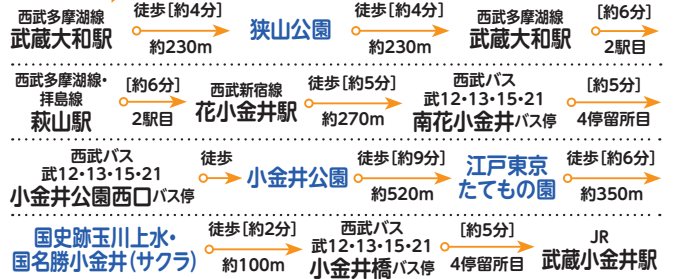 西武多摩湖線
武蔵大和駅
徒歩[約4分]
約230m
狭山公園
徒歩[約4分]
約230m
西武多摩湖線
武蔵大和駅
[約6分]
2駅目
西武多摩湖線・
拝島線
萩山駅
[約6分]
2駅目
西武新宿線
花小金井駅
徒歩[約5分]
約270m
西武バス
武12・13・15・21
南花小金井バス停
[約5分]
4停留所目
西武バス
武12・13・15・21
小金井公園西口バス停
徒歩
小金井公園
徒歩[約9分]
約520m
江戸東京
たてもの園
徒歩[約6分]
約350m
国史跡玉川上水・
国名勝小金井(サクラ)
徒歩[約2分]
約100m
西武バス
武12・13・15・21
小金井橋バス停
[約5分]
4停留所目
JR
武蔵小金井駅